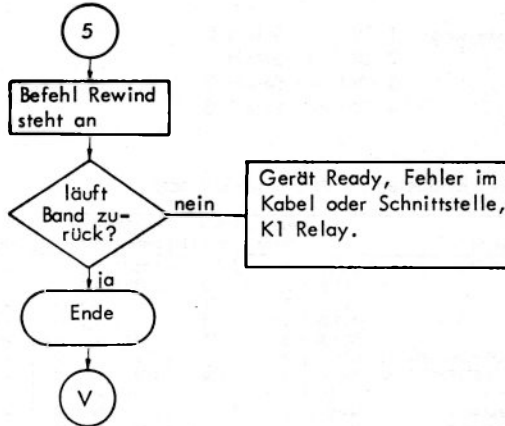 5
Befehl Rewind
steht an
läuft
Band zu-
rück?
nein
Gerät Ready, Fehler im
Kabel oder Schnittstelle,
K1 Relay.
ja
Ende
V